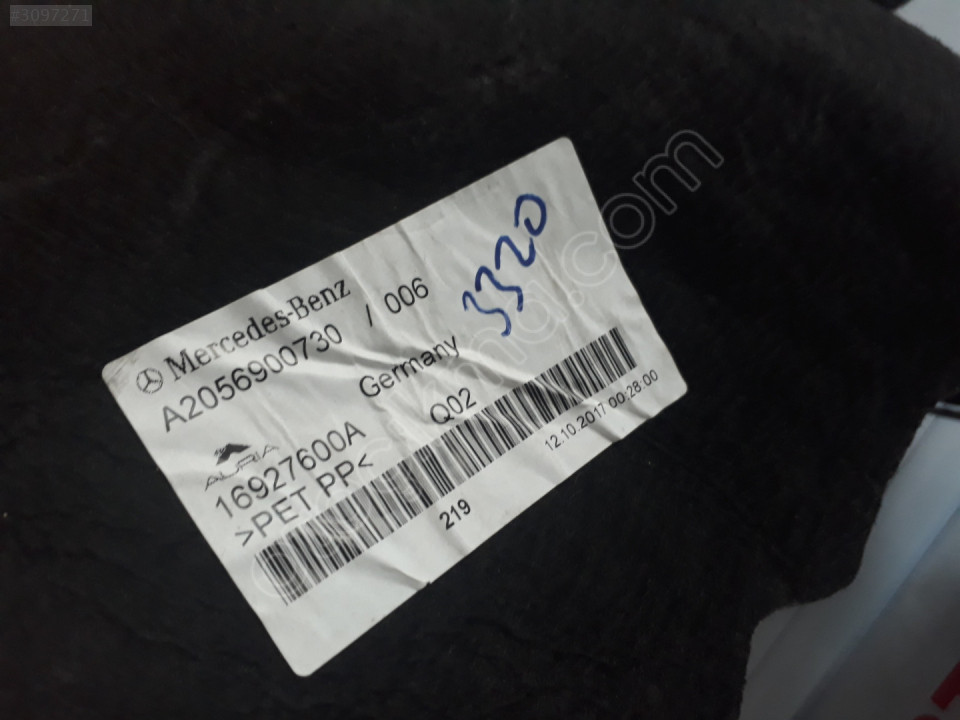 #3097271
Mercedes-Benz
A2056900730 / 006
Germany
AURIA
16927600A Q02
>PET PP<
219
12.10.2017 00:28:00
3320